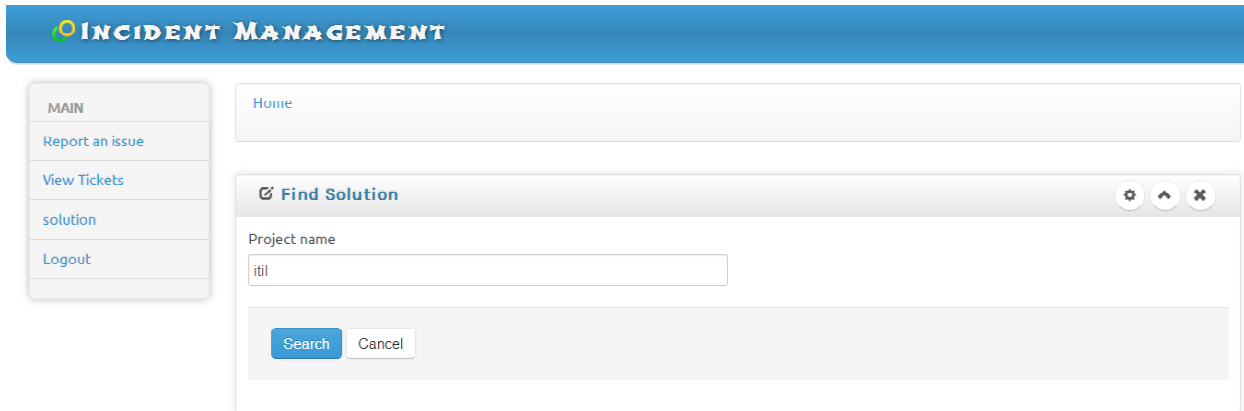 INCIDENT MANAGEMENT
MAIN
Report an issue
View Tickets
solution
Logout
Home
Find Solution
Project name
itil
Search Cancel